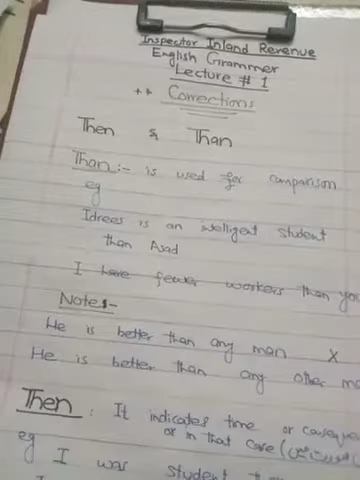 Inspector Inland Revenue
English Grammer
Lecture # 1
++ Corrections
Then & Than
Than :- is used for comparison
eg
Idrees is an intelligent student
than Asad
I have fewer workers than you
Notes:-
He is better than any man X
He is better than any other
Then : It indicates time or
or in that case (
eg I was student
I